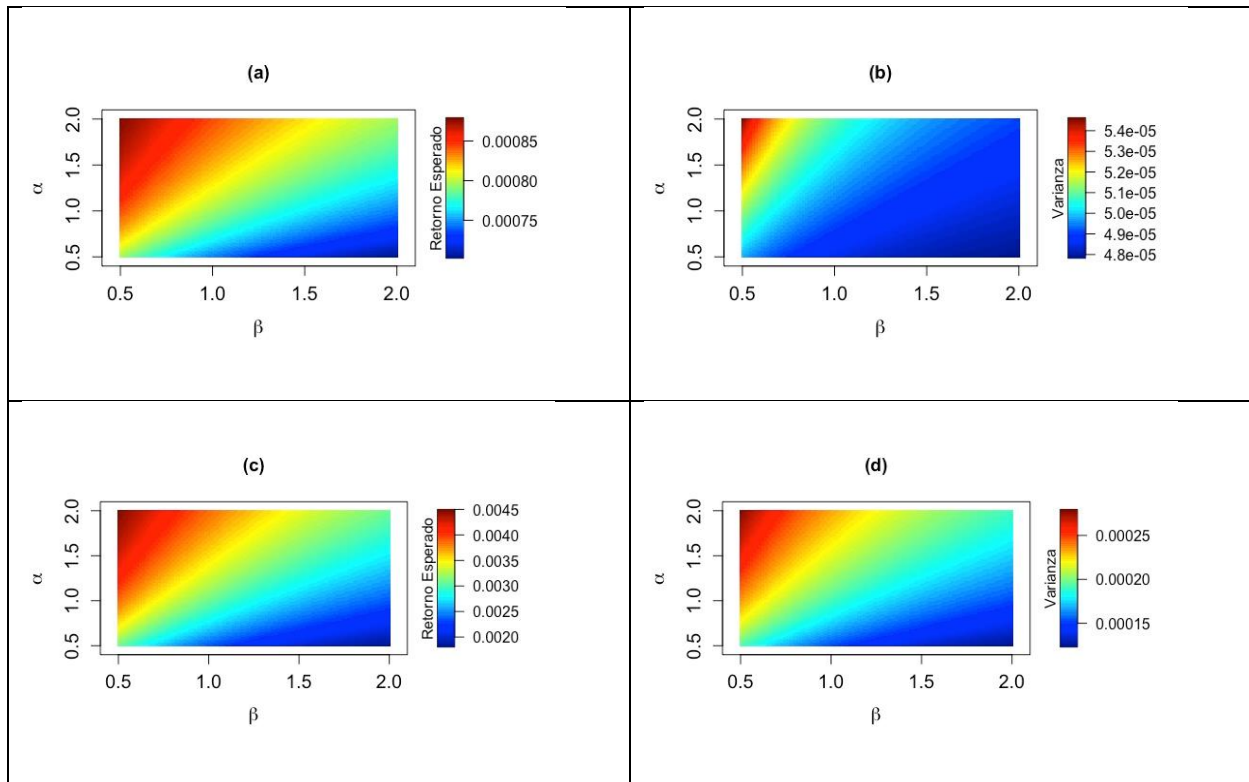 (a)
α
2.0
1.5
1.0
0.5
0.5 1.0 1.5 2.0
β
Retorno Esperado
0.00085
0.00080
0.00075
(b)
α
2.0
1.5
1.0
0.5
0.5 1.0 1.5 2.0
β
Varianza
5.4e-05
5.3e-05
5.2e-05
5.1e-05
5.0e-05
4.9e-05
4.8e-05
(c)
α
2.0
1.5
1.0
0.5
0.5 1.0 1.5 2.0
β
Retorno Esperado
0.0045
0.0040
0.0035
0.0030
0.0025
0.0020
(d)
α
2.0
1.5
1.0
0.5
0.5 1.0 1.5 2.0
β
Varianza
0.00025
0.00020
0.00015